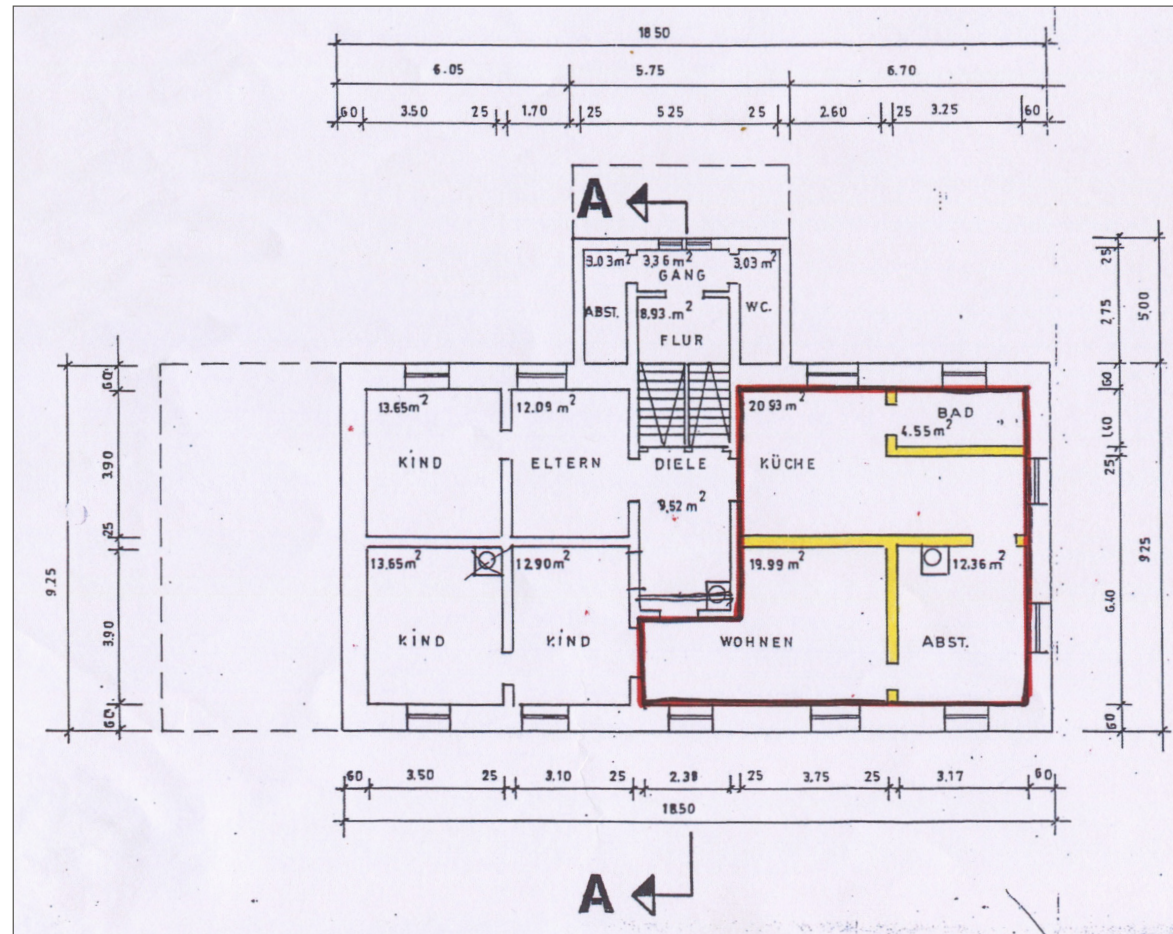 18 50
6.05 5.75 6.70
60 3.50 25 1.70 25 5.25 25 2.60 25 3.25 60
A
3.03 m² 3,36 m² 3,03 m²
GANG
ABST. 8,93 m² WC.
FLUR
25
2,75
5,00
60
3.90
25
3.90
60
9.25
13.65 m² 12.09 m² 20.93 m² BAD
4.55 m²
KIND ELTERN DIELE KÜCHE
9,52 m²
13.65 m² 12.90 m² 19.99 m² 12.36 m²
KIND KIND WOHNEN ABST.
60
1,40
25
6,40
60
9 25
60 3.50 25 3.10 25 2.38 25 3.75 25 3,17 60
18.50
A